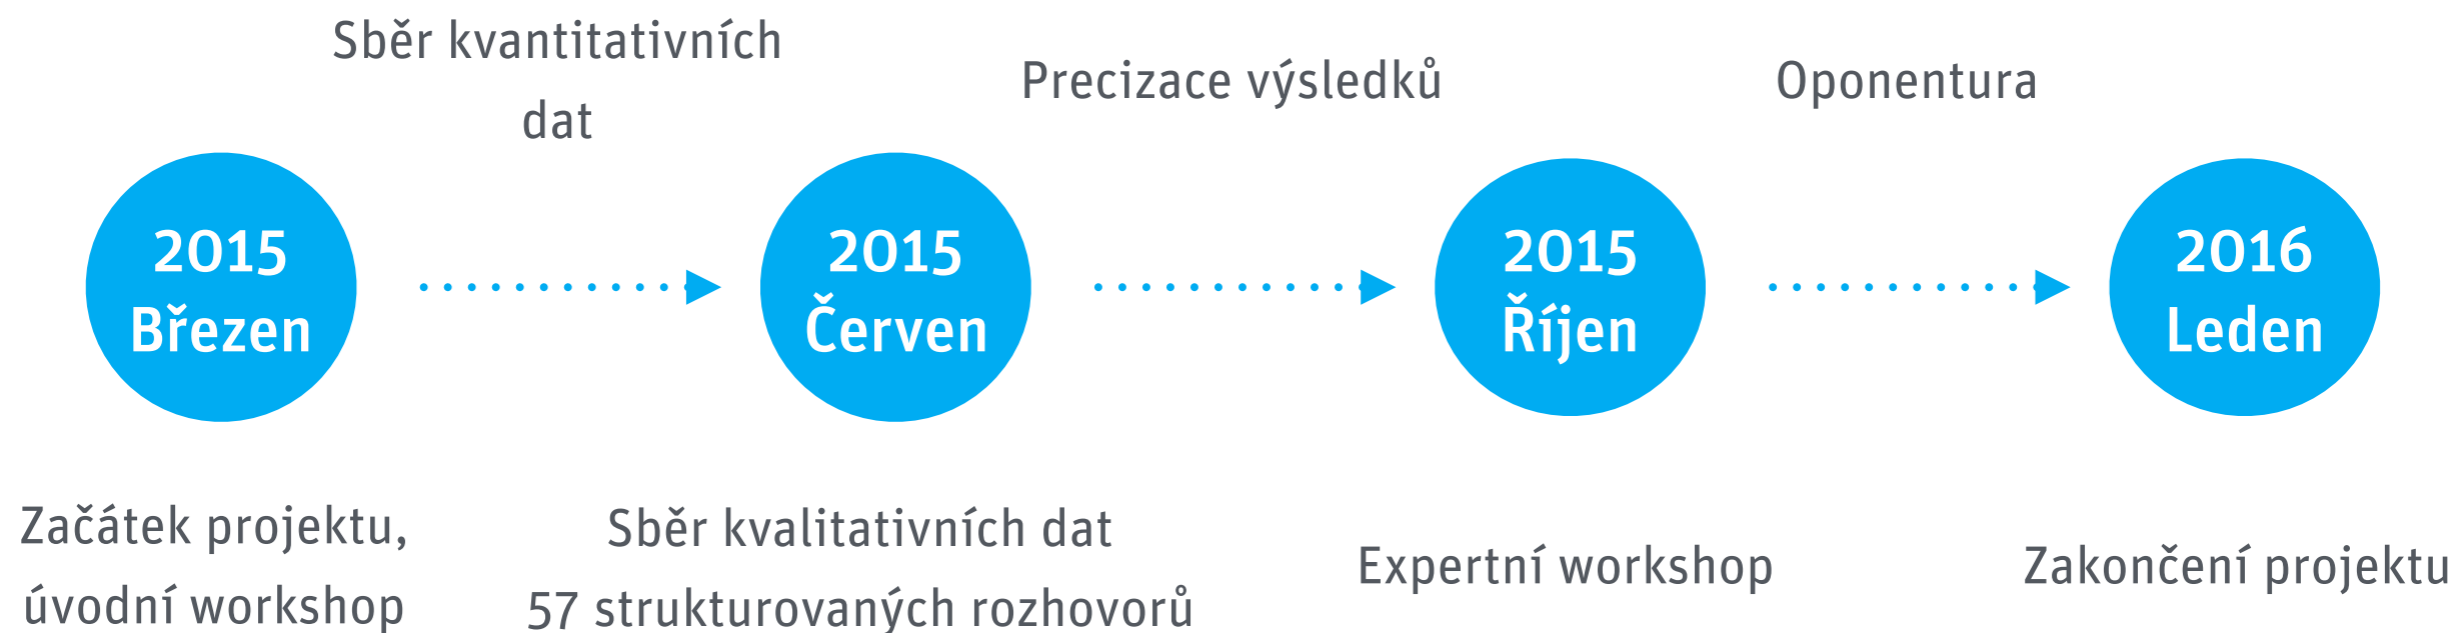 Sběr kvantitativních
dat
Precizace výsledků
Oponentura
2015
Březen
2015
Červen
2015
Říjen
2016
Leden
Začátek projektu,
úvodní workshop
Sběr kvalitativních dat
57 strukturovaných rozhovorů
Expertní workshop
Zakončení projektu